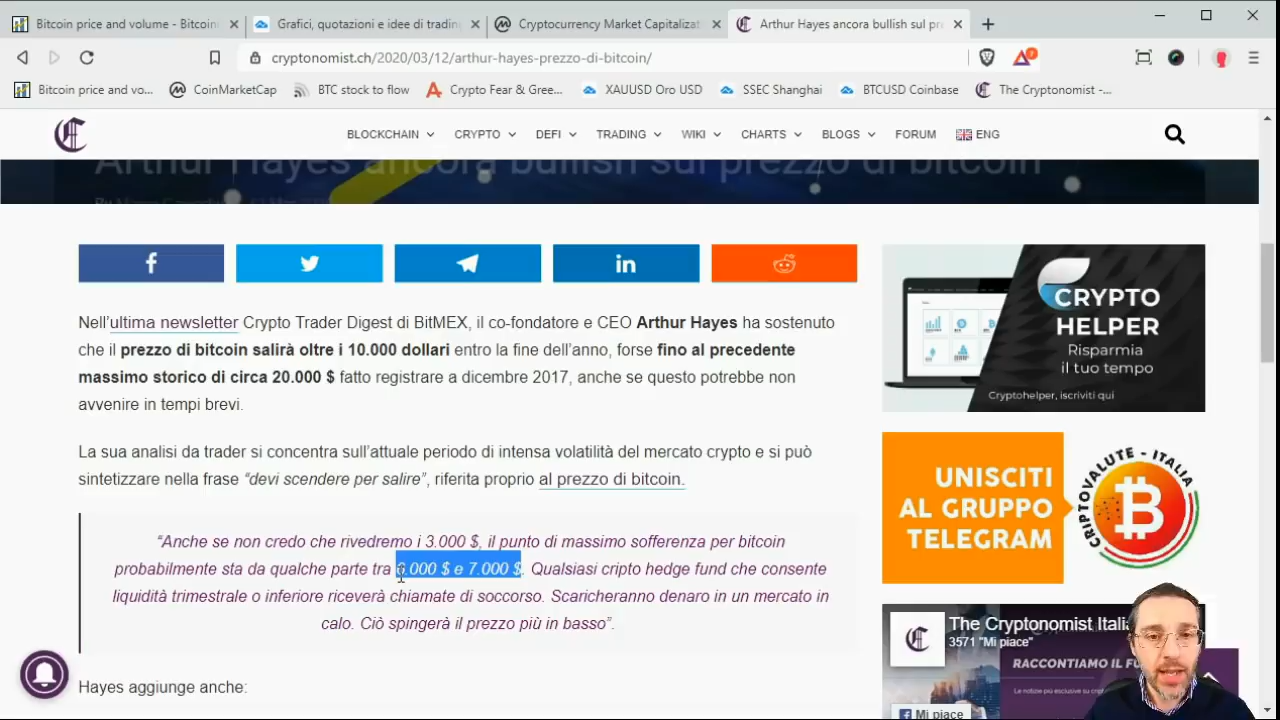 Bitcoin price and volume - Bitcoin
Grafici, quotazioni e idee di trading
Cryptocurrency Market Capitalizat
Arthur Hayes ancora bullish sul pr
cryptonomist.ch/2020/03/12/arthur-hayes-prezzo-di-bitcoin/
Bitcoin price and vo...
CoinMarketCap
BTC stock to flow
Crypto Fear & Gree...
XAUUSD Oro USD
SSEC Shanghai
BTCUSD Coinbase
The Cryptonomist -...
BLOCKCHAIN
CRYPTO
DEFI
TRADING
WIKI
CHARTS
BLOGS
FORUM
ENG
Arthur Hayes ancora bullish sul prezzo di bitcoin
Nell'ultima newsletter Crypto Trader Digest di BitMEX, il co-fondatore e CEO Arthur Hayes ha sostenuto
che il prezzo di bitcoin salirà oltre i 10.000 dollari entro la fine dell'anno, forse fino al precedente
massimo storico di circa 20.000 $ fatto registrare a dicembre 2017, anche se questo potrebbe non
avvenire in tempi brevi.
La sua analisi da trader si concentra sull'attuale periodo di intensa volatilità del mercato crypto e si può
sintetizzare nella frase "devi scendere per salire", riferita proprio al prezzo di bitcoin.
"Anche se non credo che rivedremo i 3.000 $, il punto di massimo sofferenza per bitcoin
probabilmente sta da qualche parte tra 6.000 $ e 7.000 $. Qualsiasi cripto hedge fund che consente
liquidità trimestrale o inferiore riceverà chiamate di soccorso. Scaricheranno denaro in un mercato in
calo. Ciò spingerà il prezzo più in basso".
Hayes aggiunge anche:
CRYPTO
HELPER
Risparmia
il tuo tempo
Cryptohelper, iscriviti qui
UNISCITI
AL GRUPPO
TELEGRAM
CRIPTOVALUTE - ITALIA
The Cryptonomist Itali
3571 "Mi piace"
RACCONTIAMO IL FU
Mi piace